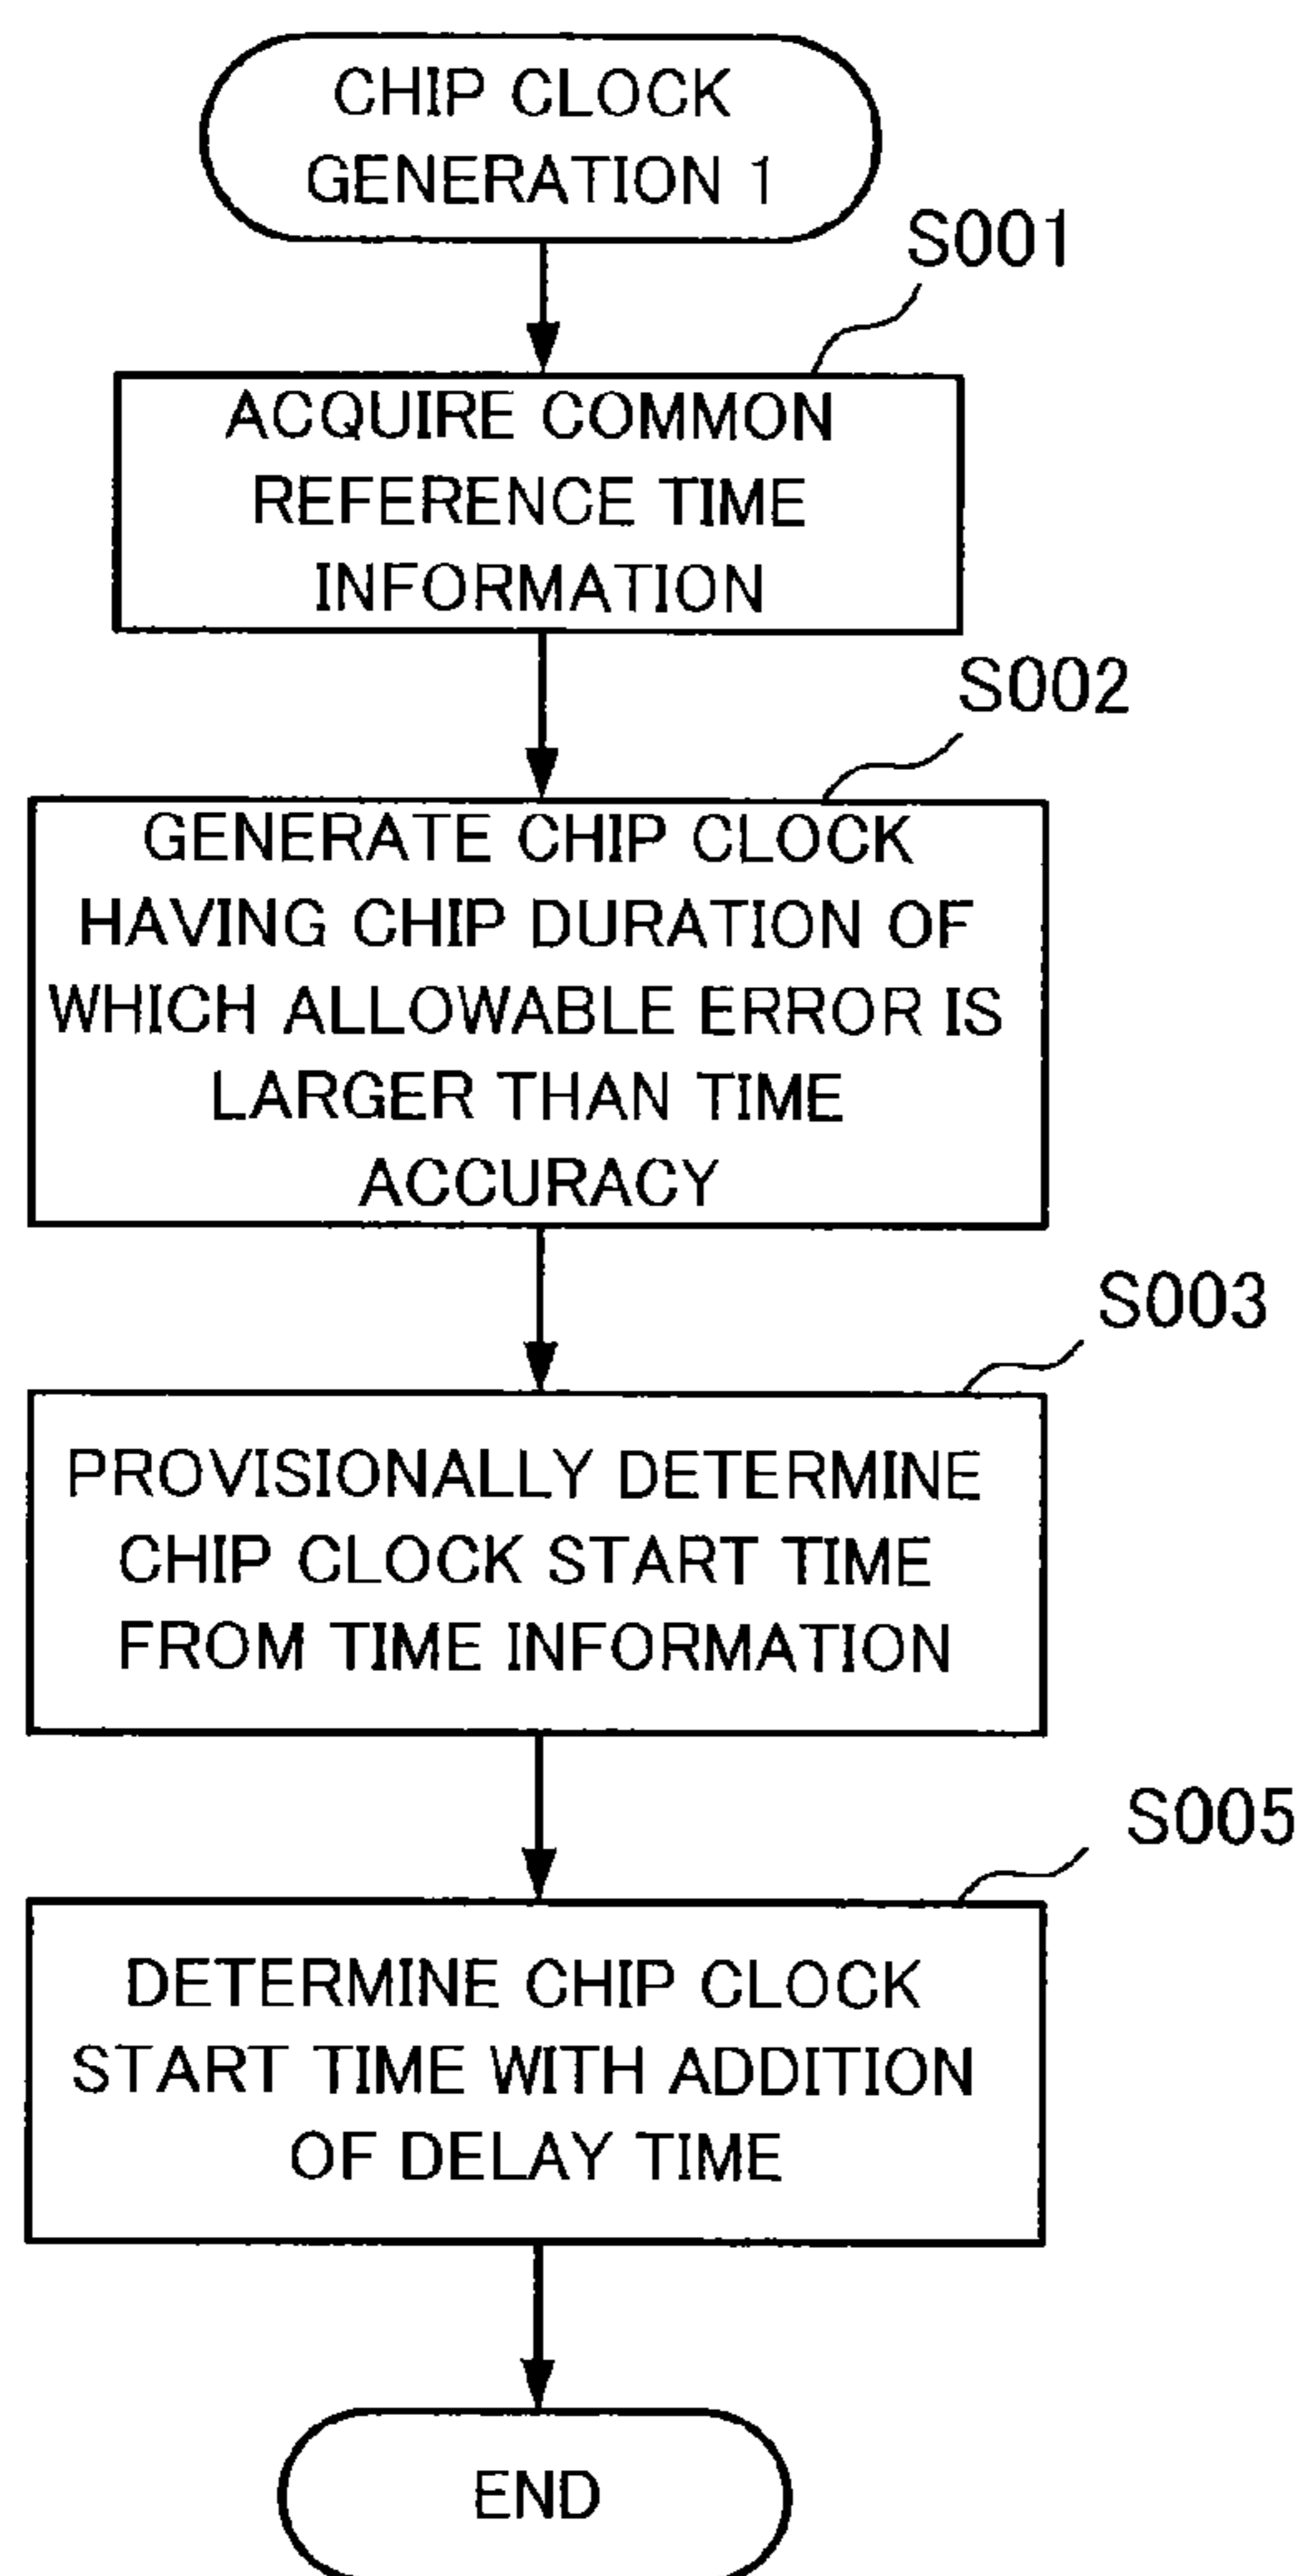 CHIP CLOCK
GENERATION 1
S001
ACQUIRE COMMON
REFERENCE TIME
INFORMATION
S002
GENERATE CHIP CLOCK
HAVING CHIP DURATION OF
WHICH ALLOWABLE ERROR IS
LARGER THAN TIME
ACCURACY
S003
PROVISIONALLY DETERMINE
CHIP CLOCK START TIME
FROM TIME INFORMATION
S005
DETERMINE CHIP CLOCK
START TIME WITH ADDITION
OF DELAY TIME
END